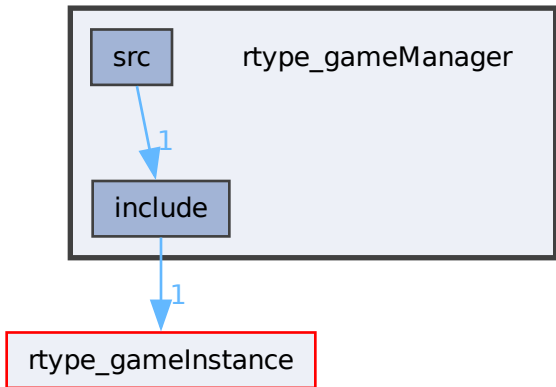 src
rtype_gameManager
1
include
1
rtype_gameInstance